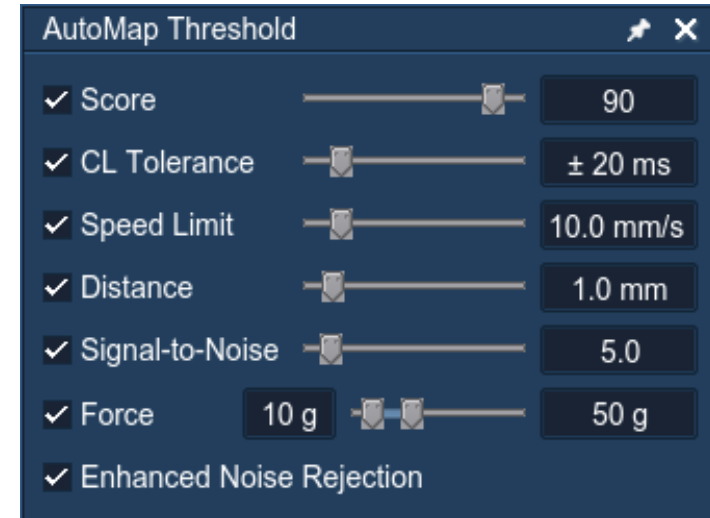 AutoMap Threshold
Score 90
CL Tolerance ± 20 ms
Speed Limit 10.0 mm/s
Distance 1.0 mm
Signal-to-Noise 5.0
Force 10 g 50 g
Enhanced Noise Rejection